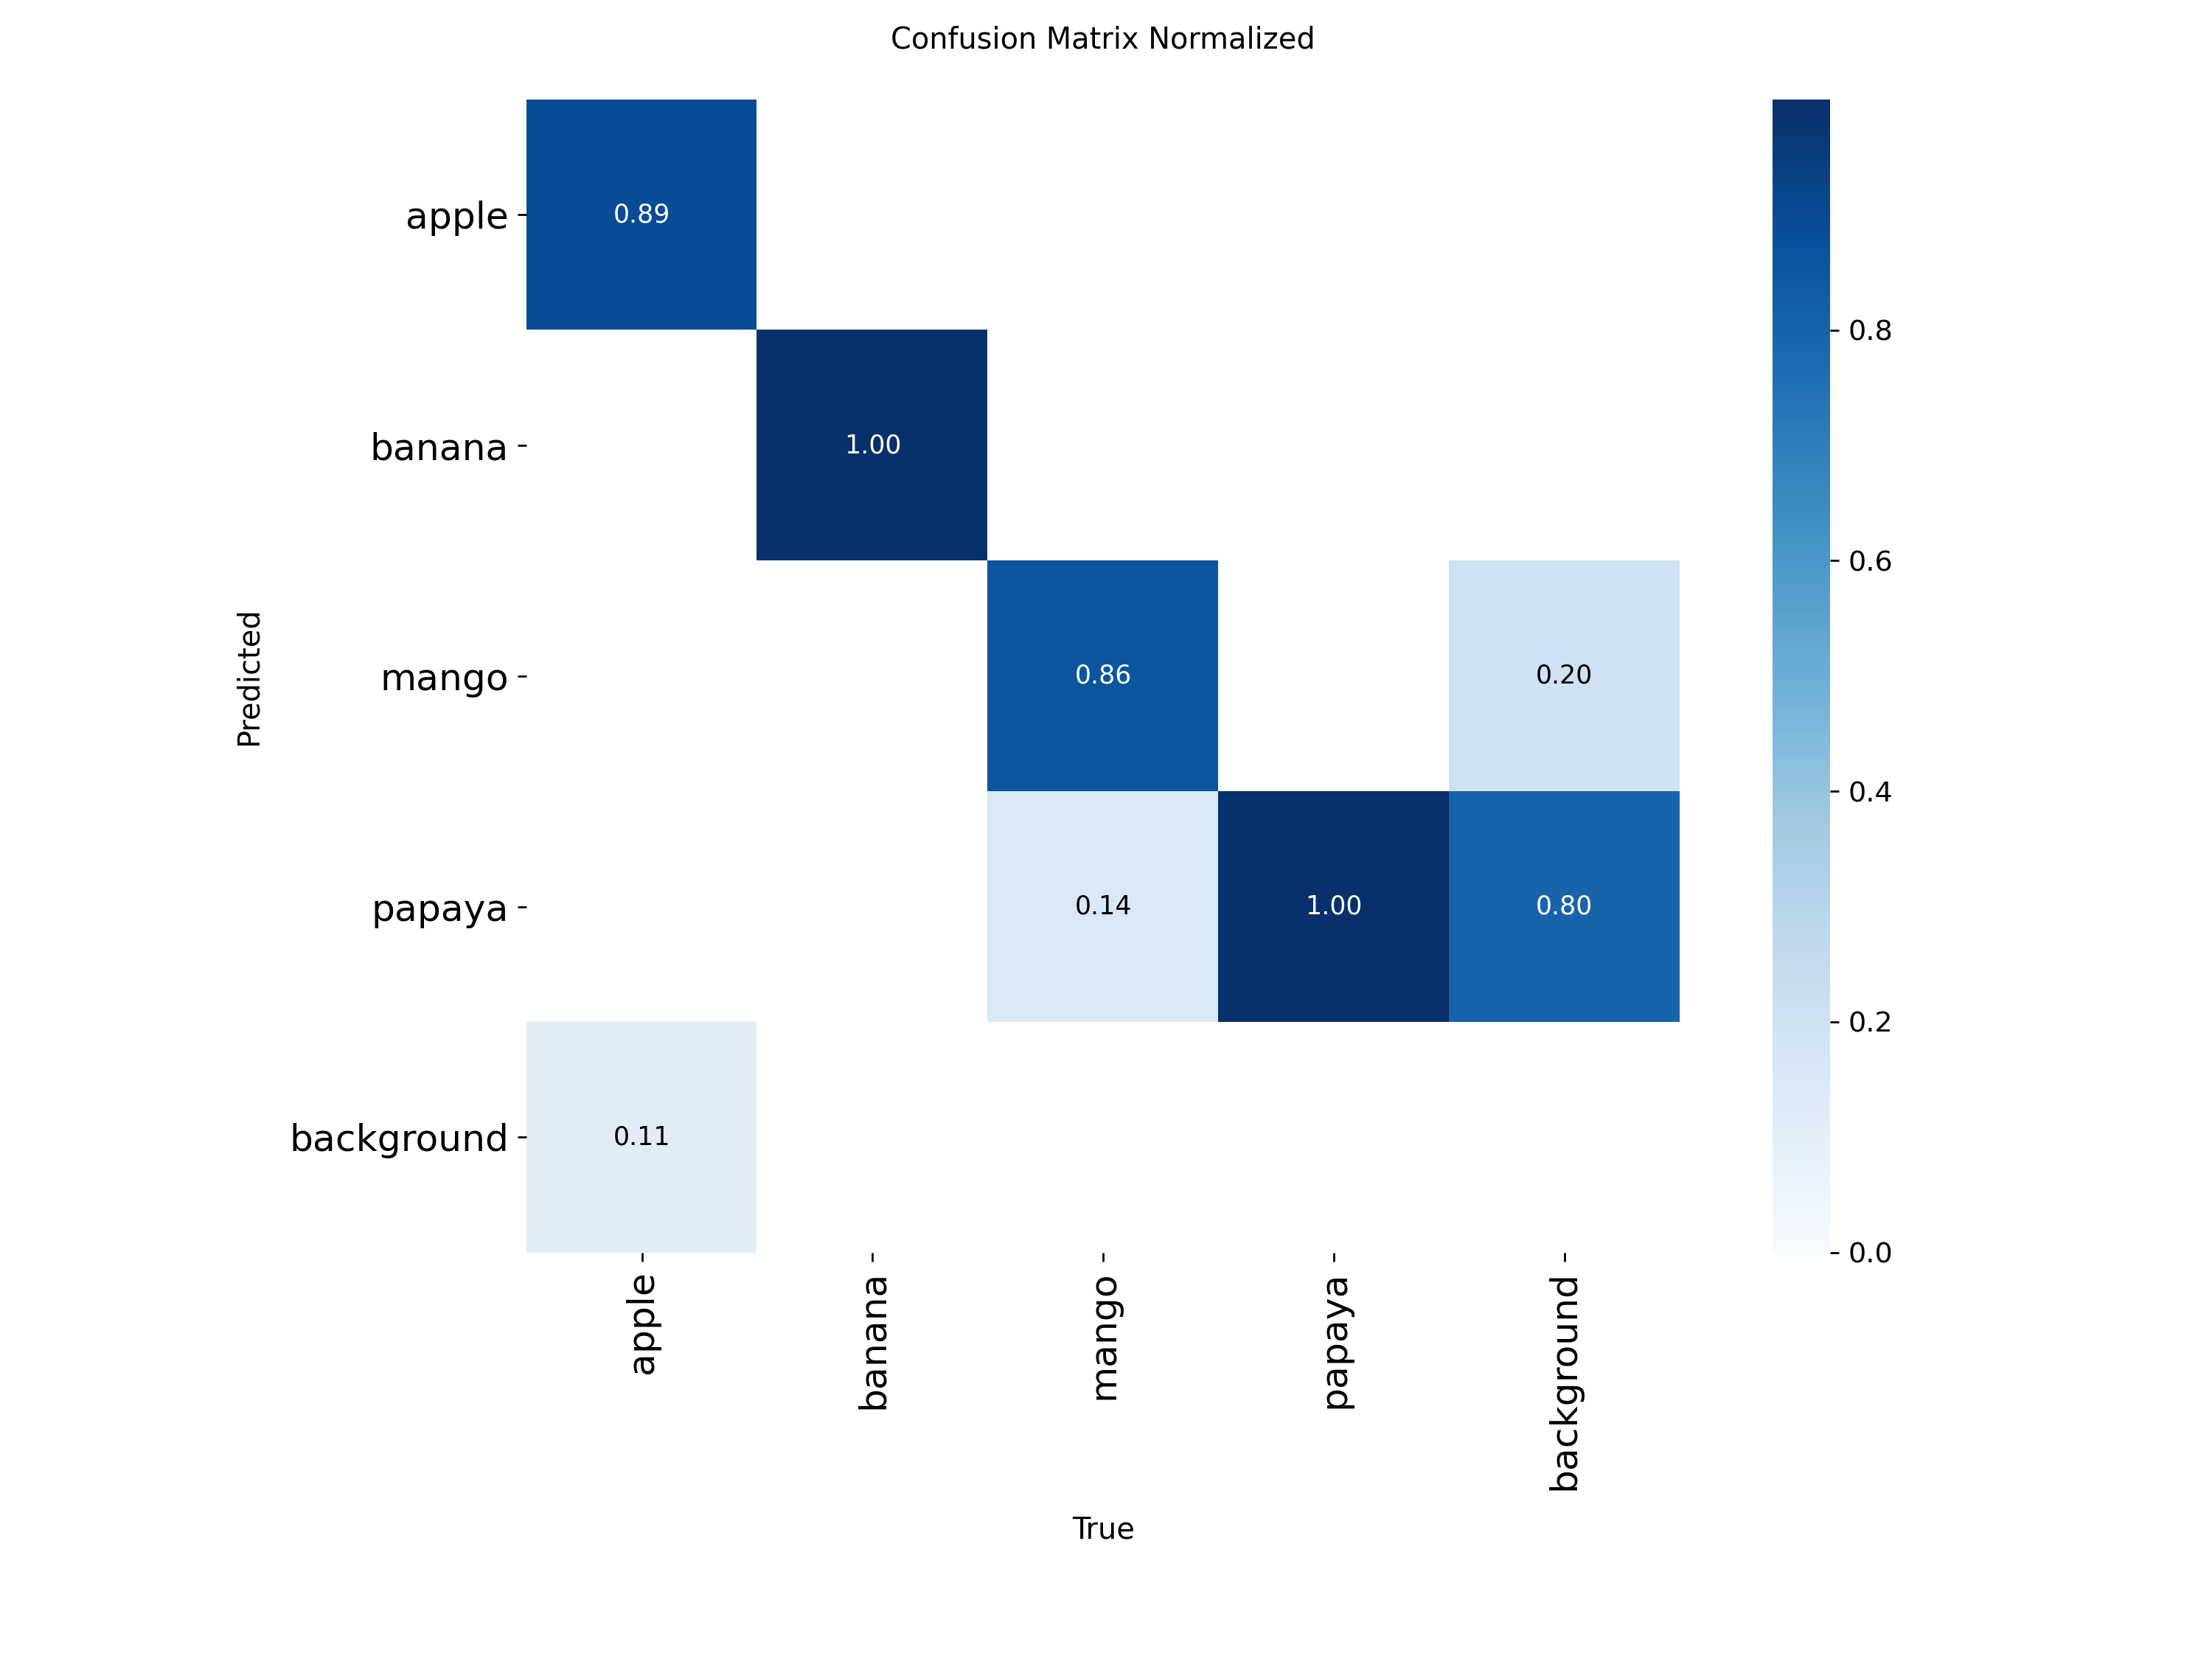 Confusion Matrix Normalized
apple
0.89
banana
1.00
0.8
0.6
Predicted
mango
0.86
0.20
0.4
papaya
0.14
1.00
0.80
0.2
background
0.11
0.0
apple
banana
mango
papaya
background
True